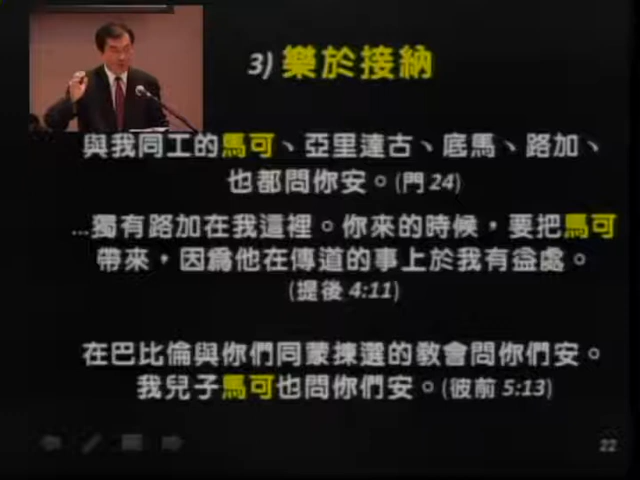 3) 樂於接納
與我同工的馬可、亞里達古、底馬、路加、
也都問你安。(門 24)
…獨有路加在我這裡。你來的時候，要把馬可
帶來，因爲他在傳道的事上於我有益處。
(提後 4:11)
在巴比倫與你們同蒙揀選的教會問你們安。
我兒子馬可也問你們安。(彼前 5:13)
22